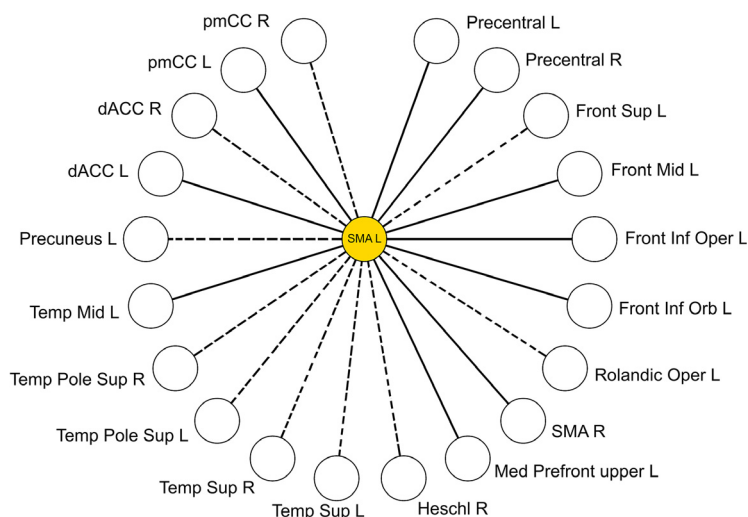 pmCC R
Precentral L
pmCC L
Precentral R
dACC R
Front Sup L
dACC L
Front Mid L
Precuneus L
SMA L
Front Inf Oper L
Temp Mid L
Front Inf Orb L
Temp Pole Sup R
Rolandic Oper L
Temp Pole Sup L
SMA R
Temp Sup R
Med Prefront upper L
Temp Sup L
Heschl R